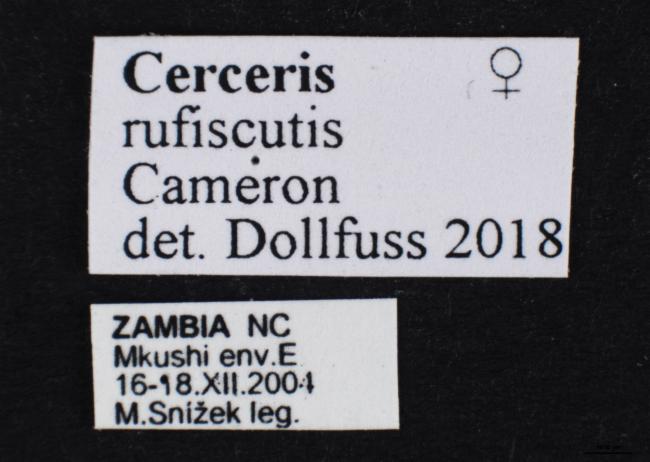 Cerceris ♀
rufiscutis
Cameron
det. Dollfuss 2018
ZAMBIA NC
Mkushi env.E
16-18.XII.2004
M.Snížek leg.